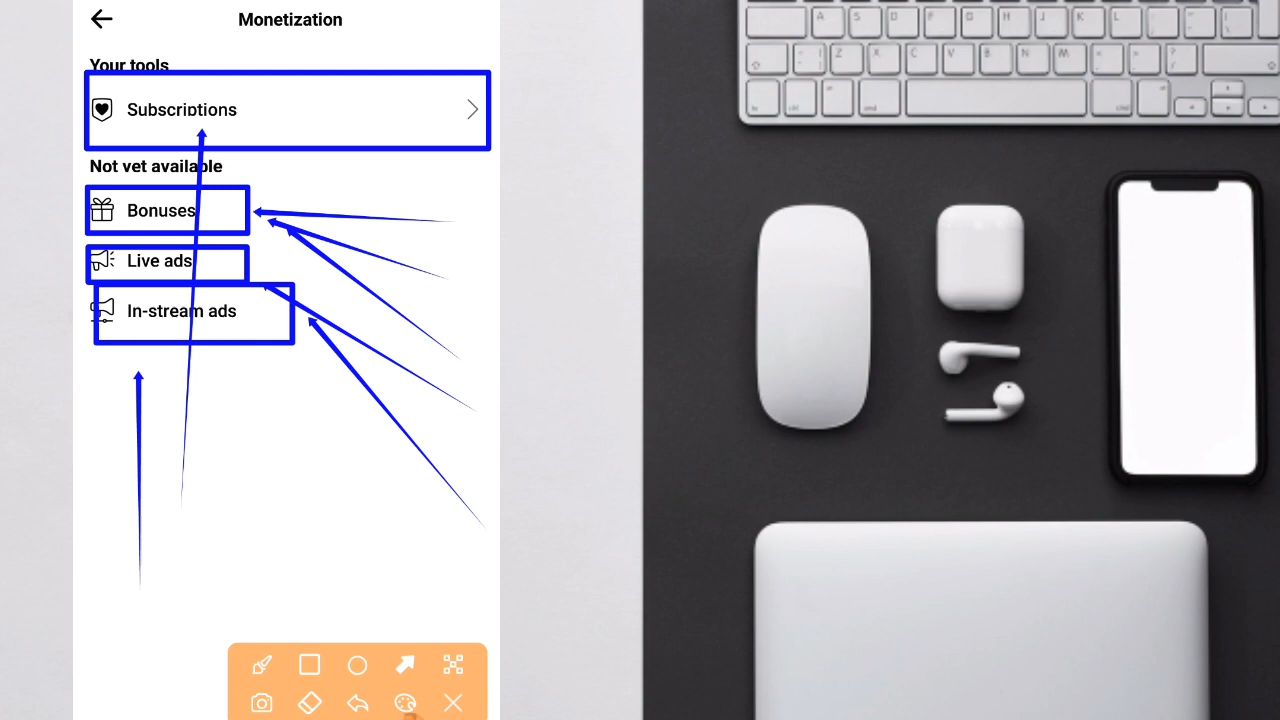 Monetization
Your tools
Subscriptions
Not yet available
Bonuses
Live ads
In-stream ads